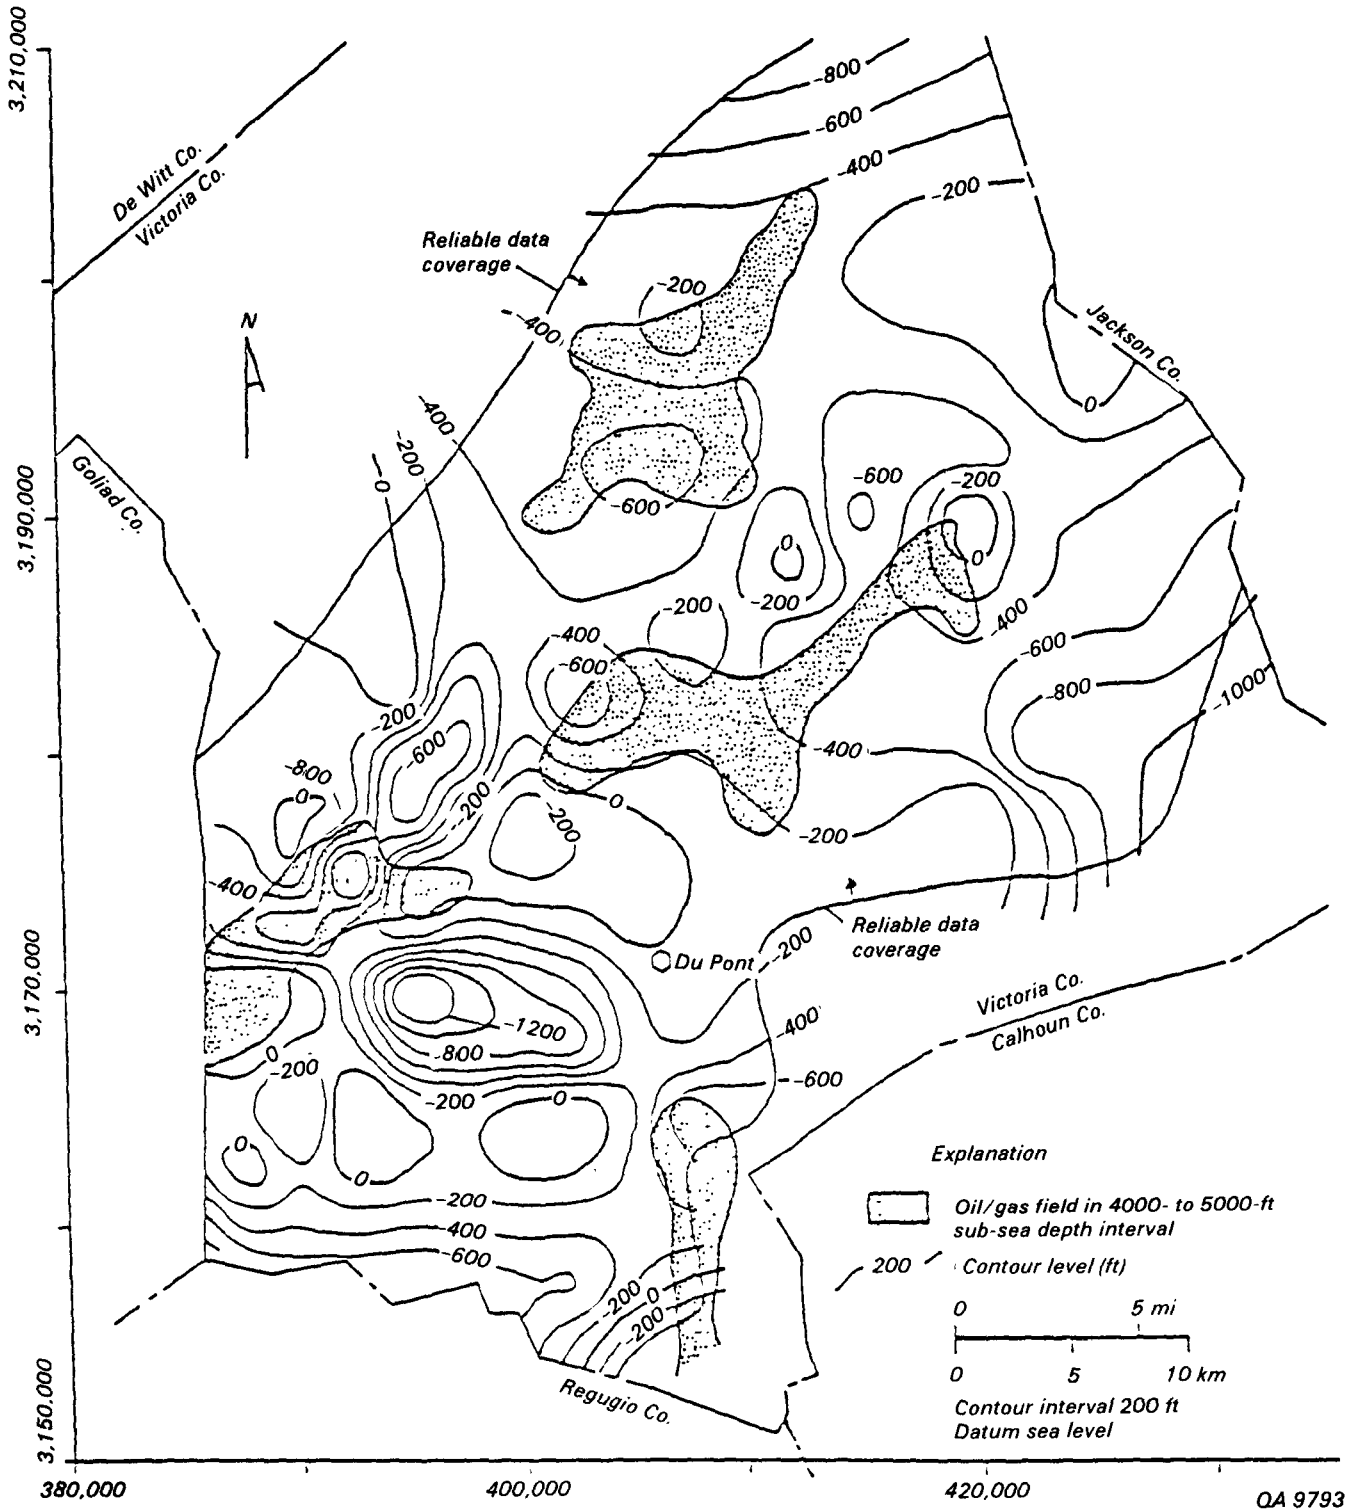 3,210,000
-800
-600
-400
-200
De Witt Co.
Victoria Co.
Reliable data
coverage
-200
-400
N
Jackson Co.
0
-400
-200
0
Goliad Co.
3,190,000
-600
-600
-200
0
0
-200
-200
-400
-400
-600
-600
-800
-1000
-200
-600
-400
-800
0
-200
-200
0
-200
-400
Reliable data
coverage
Du Pont
-200
3,170,000
Victoria Co.
Calhoun Co.
-1200
-400
-800
0
-200
-600
-200
0
0
0
Explanation
-200
Oil/gas field in 4000- to 5000-ft
sub-sea depth interval
-400
-600
200
Contour level (ft)
-200
0
-200
0 5 mi
0 5 10 km
Regugio Co.
Contour interval 200 ft
Datum sea level
3,150.000
380,000
400,000
420,000
QA 9793